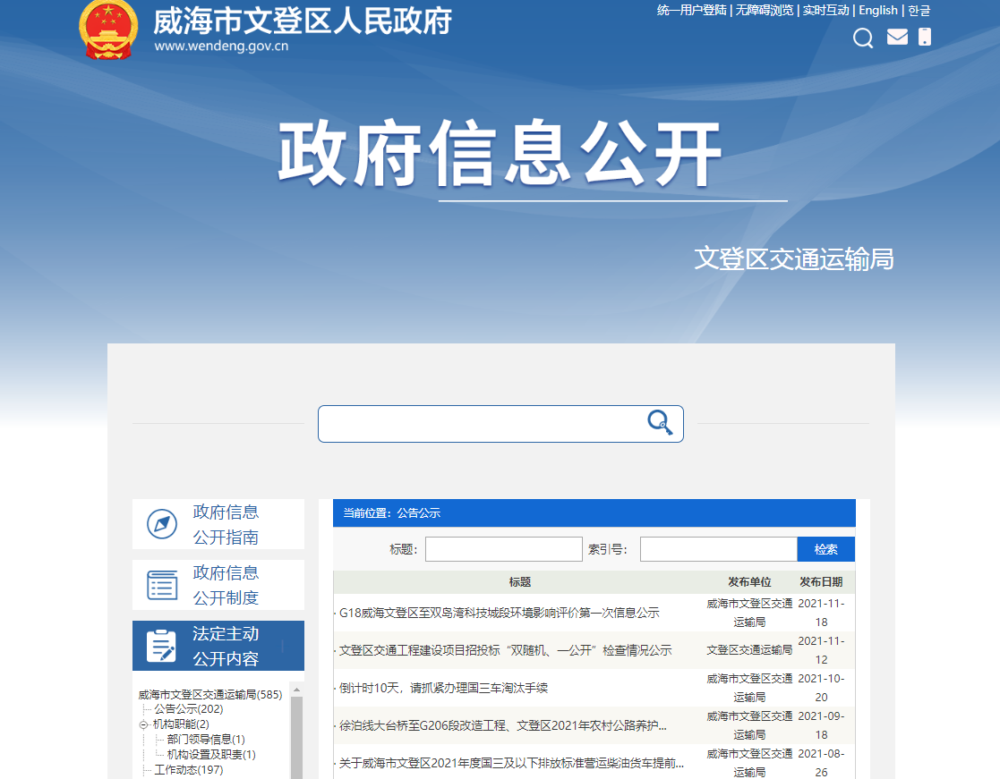 威海市文登区人民政府
www.wendeng.gov.cn
统一用户登陆 | 无障碍浏览 | 实时互动 | English | 한글
政府信息公开
文登区交通运输局
政府信息
公开指南
政府信息
公开制度
法定主动
公开内容
威海市文登区交通运输局(585)
公告公示(202)
机构职能(2)
部门领导信息(1)
机构设置及职责(1)
工作动态(197)
当前位置：公告公示
标题： 索引号： 检索
标题 发布单位 发布日期
· G18威海文登区至双岛湾科技城段环境影响评价第一次信息公示 威海市文登区交通 2021-11-
运输局 18
· 文登区交通工程建设项目招投标“双随机、一公开”检查情况公示 文登区交通运输局 2021-11-
12
· 倒计时10天，请抓紧办理国三车淘汰手续 威海市文登区交通 2021-10-
运输局 20
· 徐泊线大台桥至G206段改造工程、文登区2021年农村公路养护... 威海市文登区交通 2021-09-
运输局 18
· 关于威海市文登区2021年度国三及以下排放标准营运柴油货车提前... 威海市文登区交通 2021-08-
运输局 26